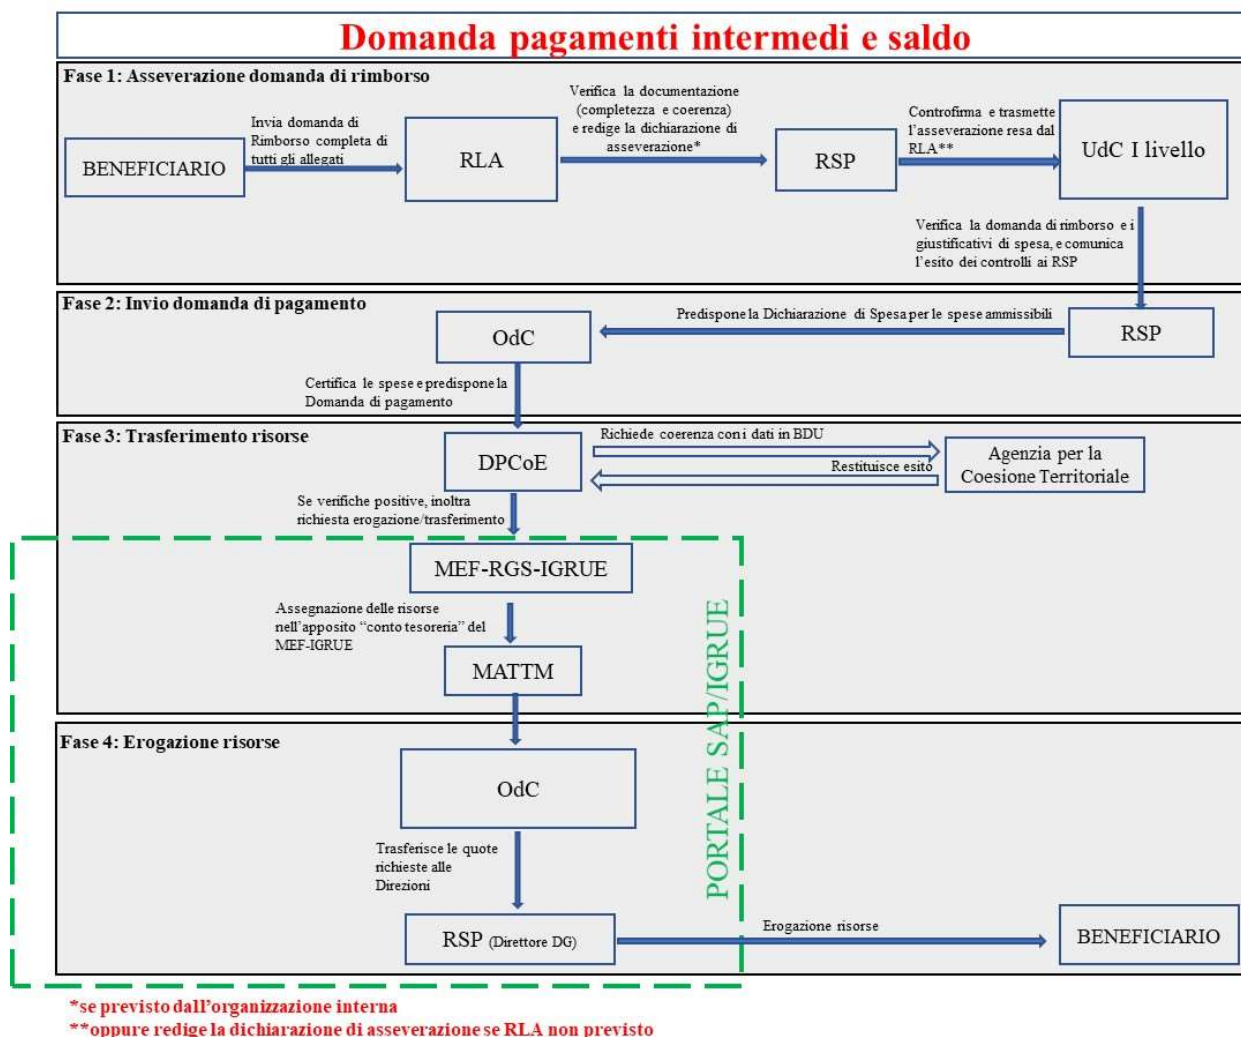 Domanda pagamenti intermedi e saldo
Fase 1: Asseverazione domanda di rimborso
BENEFICIARIO
Invia domanda di
Rimborso completa di
tutti gli allegati
RLA
Verifica la documentazione
(completezza e coerenza)
e redige la dichiarazione di
asseverazione*
RSP
Controfirma e trasmette
l'asseverazione resa dal
RLA**
UdC I livello
Verifica la domanda di rimborso e i
giustificativi di spesa, e comunica
l'esito dei controlli ai RSP
Fase 2: Invio domanda di pagamento
RSP
Predispone la Dichiarazione di Spesa per le spese ammissibili
OdC
Certifica le spese e predispone la
Domanda di pagamento
Fase 3: Trasferimento risorse
DPCoE
Richiede coerenza con i dati in BDU
Restituisce esito
Agenzia per la
Coesione Territoriale
Se verifiche positive, inoltra
richiesta erogazione/trasferimento
MEF-RGS-IGRUE
Assegnazione delle risorse
nell'apposito “conto tesoreria” del
MEF-IGRUE
MATTM
PORTALE SAP/IGRUE
Fase 4: Erogazione risorse
OdC
Trasferisce le quote
richieste alle
Direzioni
RSP (Direttore DG)
Erogazione risorse
BENEFICIARIO
*se previsto dall'organizzazione interna
**oppure redige la dichiarazione di asseverazione se RLA non previsto